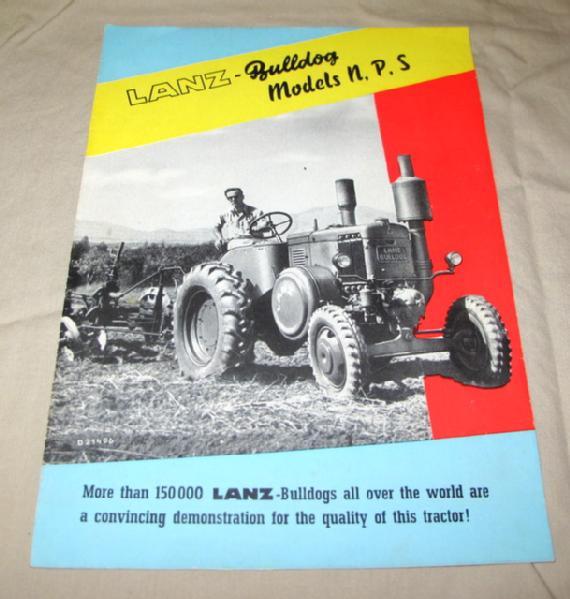 LANZ-Bulldog
Models N, P, S
LANZ
BULLDOG
More than 150000 LANZ-Bulldogs all over the world are
a convincing demonstration for the quality of this tractor!